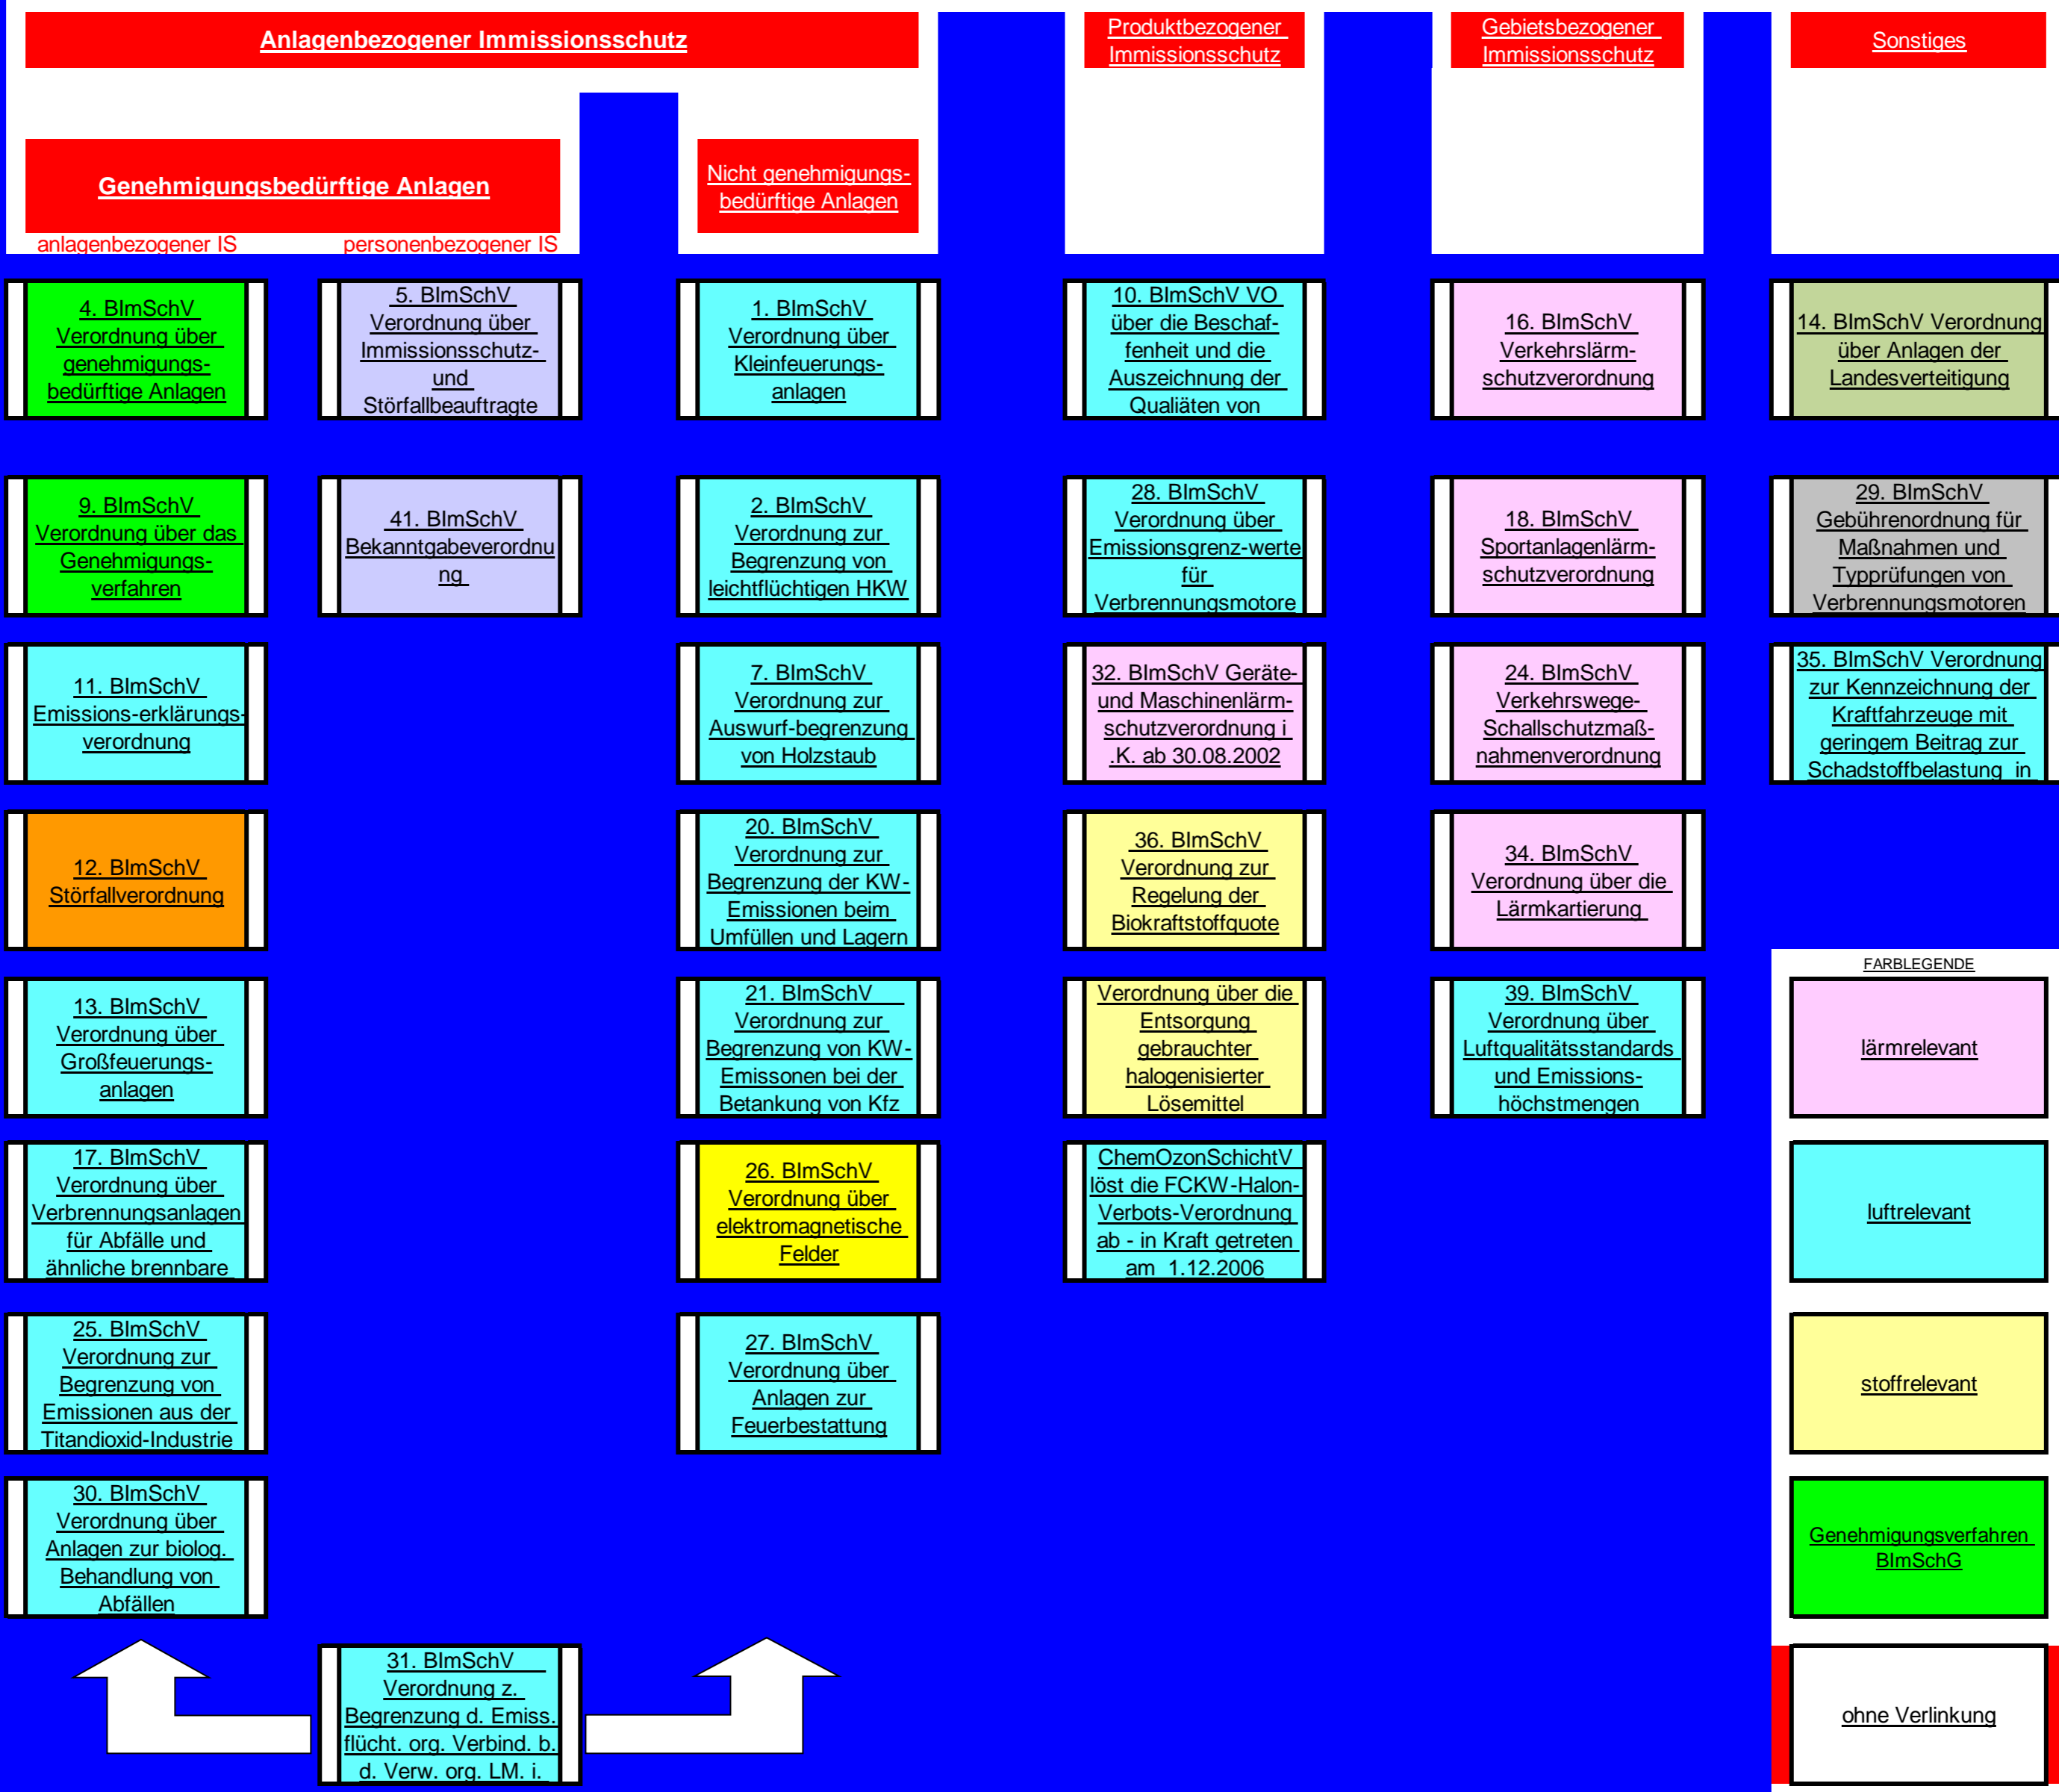 Anlagenbezogener Immissionsschutz
Produktbezogener
Immissionsschutz
Gebietsbezogener
Immissionsschutz
Sonstiges
Genehmigungsbedürftige Anlagen
Nicht genehmigungs-
bedürftige Anlagen
anlagenbezogener IS
personenbezogener IS
4. BImSchV
Verordnung über
genehmigungs-
bedürftige Anlagen
5. BImSchV
Verordnung über
Immissionsschutz-
und
Störfallbeauftragte
1. BImSchV
Verordnung über
Kleinfeuerungs-
anlagen
10. BImSchV VO
über die Beschaf-
fenheit und die
Auszeichnung der
Qualiäten von
16. BImSchV
Verkehrslärm-
schutzverordnung
14. BImSchV Verordnung
über Anlagen der
Landesverteitigung
9. BImSchV
Verordnung über das
Genehmigungs-
verfahren
41. BImSchV
Bekanntgabeverordnu
ng
2. BImSchV
Verordnung zur
Begrenzung von
leichtflüchtigen HKW
28. BImSchV
Verordnung über
Emissionsgrenz-werte
für
Verbrennungsmotore
18. BImSchV
Sportanlagenlärm-
schutzverordnung
29. BImSchV
Gebührenordnung für
Maßnahmen und
Typprüfungen von
Verbrennungsmotoren
11. BImSchV
Emissions-erklärungs-
verordnung
7. BImSchV
Verordnung zur
Auswurf-begrenzung
von Holzstaub
32. BImSchV Geräte-
und Maschinenlärm-
schutzverordnung i
.K. ab 30.08.2002
24. BImSchV
Verkehrswege-
Schallschutzmaß-
nahmenverordnung
35. BImSchV Verordnung
zur Kennzeichnung der
Kraftfahrzeuge mit
geringem Beitrag zur
Schadstoffbelastung in
12. BImSchV
Störfallverordnung
20. BImSchV
Verordnung zur
Begrenzung der KW-
Emissionen beim
Umfüllen und Lagern
36. BImSchV
Verordnung zur
Regelung der
Biokraftstoffquote
34. BImSchV
Verordnung über die
Lärmkartierung
FARBLEGENDE
13. BImSchV
Verordnung über
Großfeuerungs-
anlagen
21. BImSchV
Verordnung zur
Begrenzung von KW-
Emissonen bei der
Betankung von Kfz
Verordnung über die
Entsorgung
gebrauchter
halogenisierter
Lösemittel
39. BImSchV
Verordnung über
Luftqualitätsstandards
und Emissions-
höchstmengen
lärmrelevant
17. BImSchV
Verordnung über
Verbrennungsanlagen
für Abfälle und
ähnliche brennbare
26. BImSchV
Verordnung über
elektromagnetische
Felder
ChemOzonSchichtV
löst die FCKW-Halon-
Verbots-Verordnung
ab - in Kraft getreten
am 1.12.2006
luftrelevant
25. BImSchV
Verordnung zur
Begrenzung von
Emissionen aus der
Titandioxid-Industrie
27. BImSchV
Verordnung über
Anlagen zur
Feuerbestattung
stoffrelevant
30. BImSchV
Verordnung über
Anlagen zur biolog.
Behandlung von
Abfällen
Genehmigungsverfahren
BImSchG
31. BImSchV
Verordnung z.
Begrenzung d. Emiss.
flücht. org. Verbind. b.
d. Verw. org. LM. i.
ohne Verlinkung